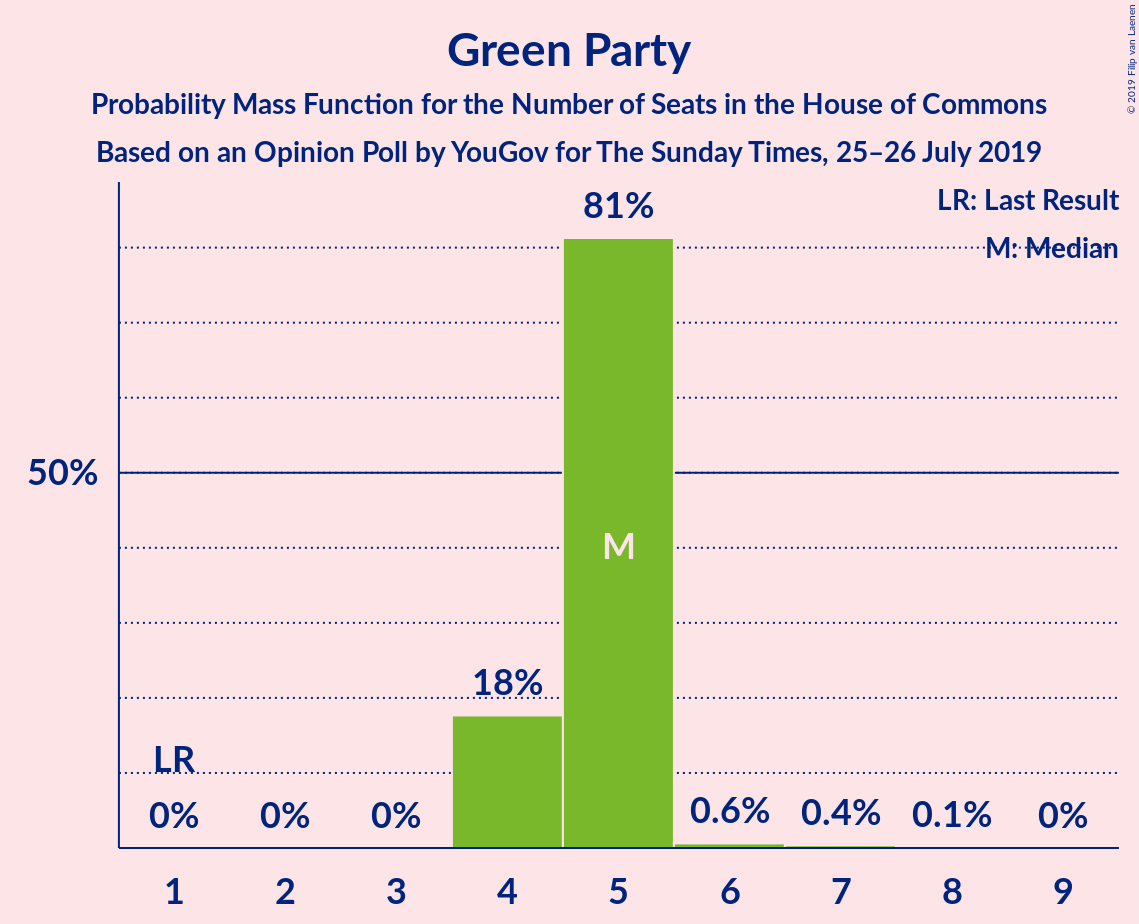 Green Party
Probability Mass Function for the Number of Seats in the House of Commons
Based on an Opinion Poll by YouGov for The Sunday Times, 25–26 July 2019
© 2019 Filip van Laenen
LR: Last Result
M: Median
81%
50%
M
18%
LR
0% 0% 0% 0.6% 0.4% 0.1% 0%
1 2 3 4 5 6 7 8 9